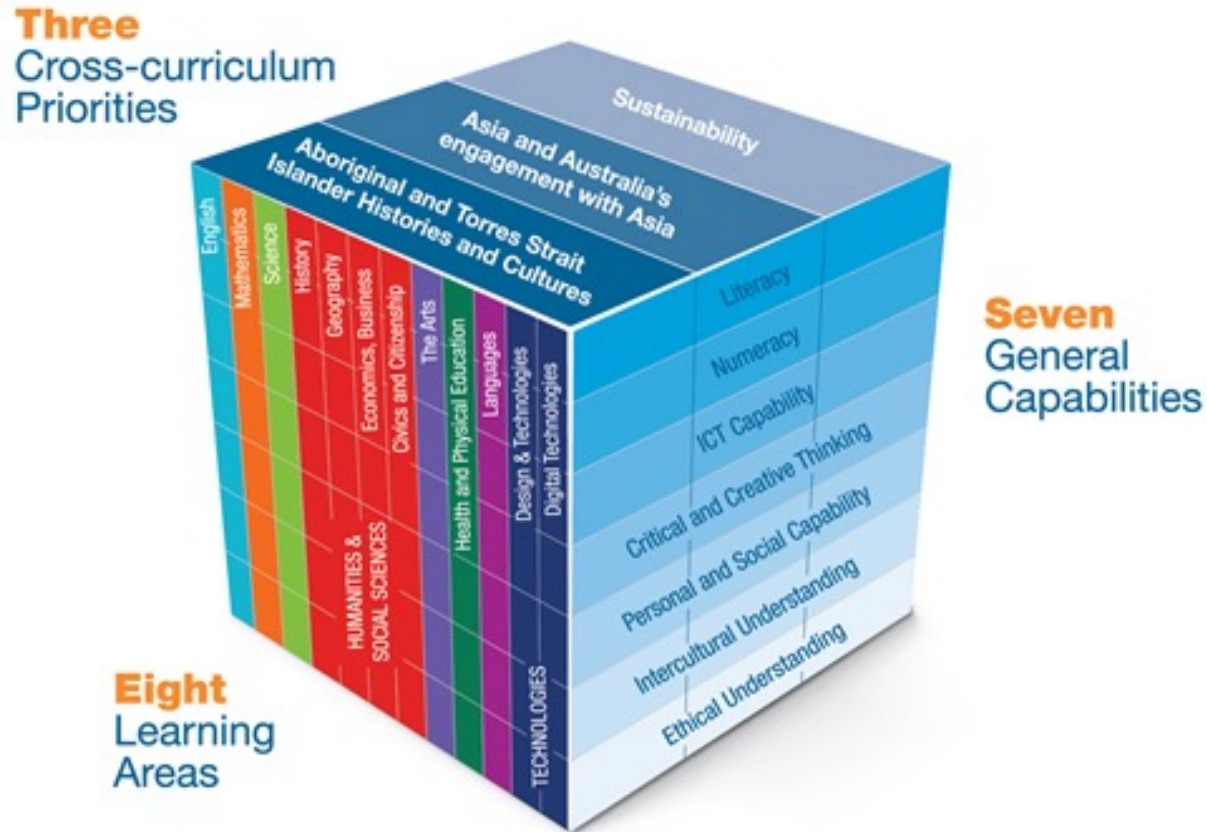 Three
Cross-curriculum
Priorities
Sustainability
Asia and Australia's
engagement with Asia
Aboriginal and Torres Strait
Islander Histories and Cultures
English
Mathematics
Science
History
Geography
Economics, Business
Civics and Citizenship
HUMANITIES &
SOCIAL SCIENCES
The Arts
Health and Physical Education
Languages
Design & Technologies
Digital Technologies
TECHNOLOGIES
Literacy
Numeracy
ICT Capability
Critical and Creative Thinking
Personal and Social Capability
Intercultural Understanding
Ethical Understanding
Seven
General
Capabilities
Eight
Learning
Areas